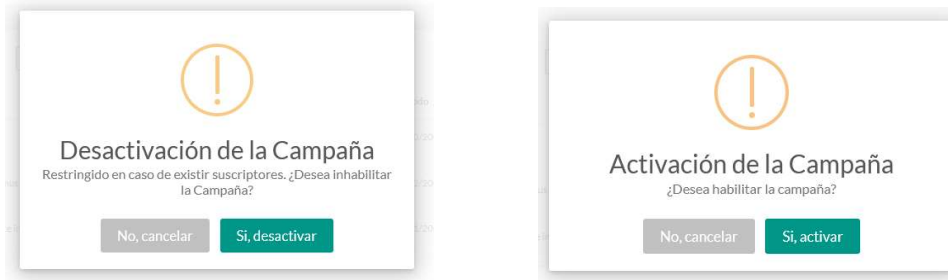 Desactivación de la Campaña
Restringido en caso de existir suscriptores. ¿Desea inhabilitar
la Campaña?
No, cancelar
Si, desactivar
Activación de la Campaña
¿Desea habilitar la campaña?
No, cancelar
Si, activar